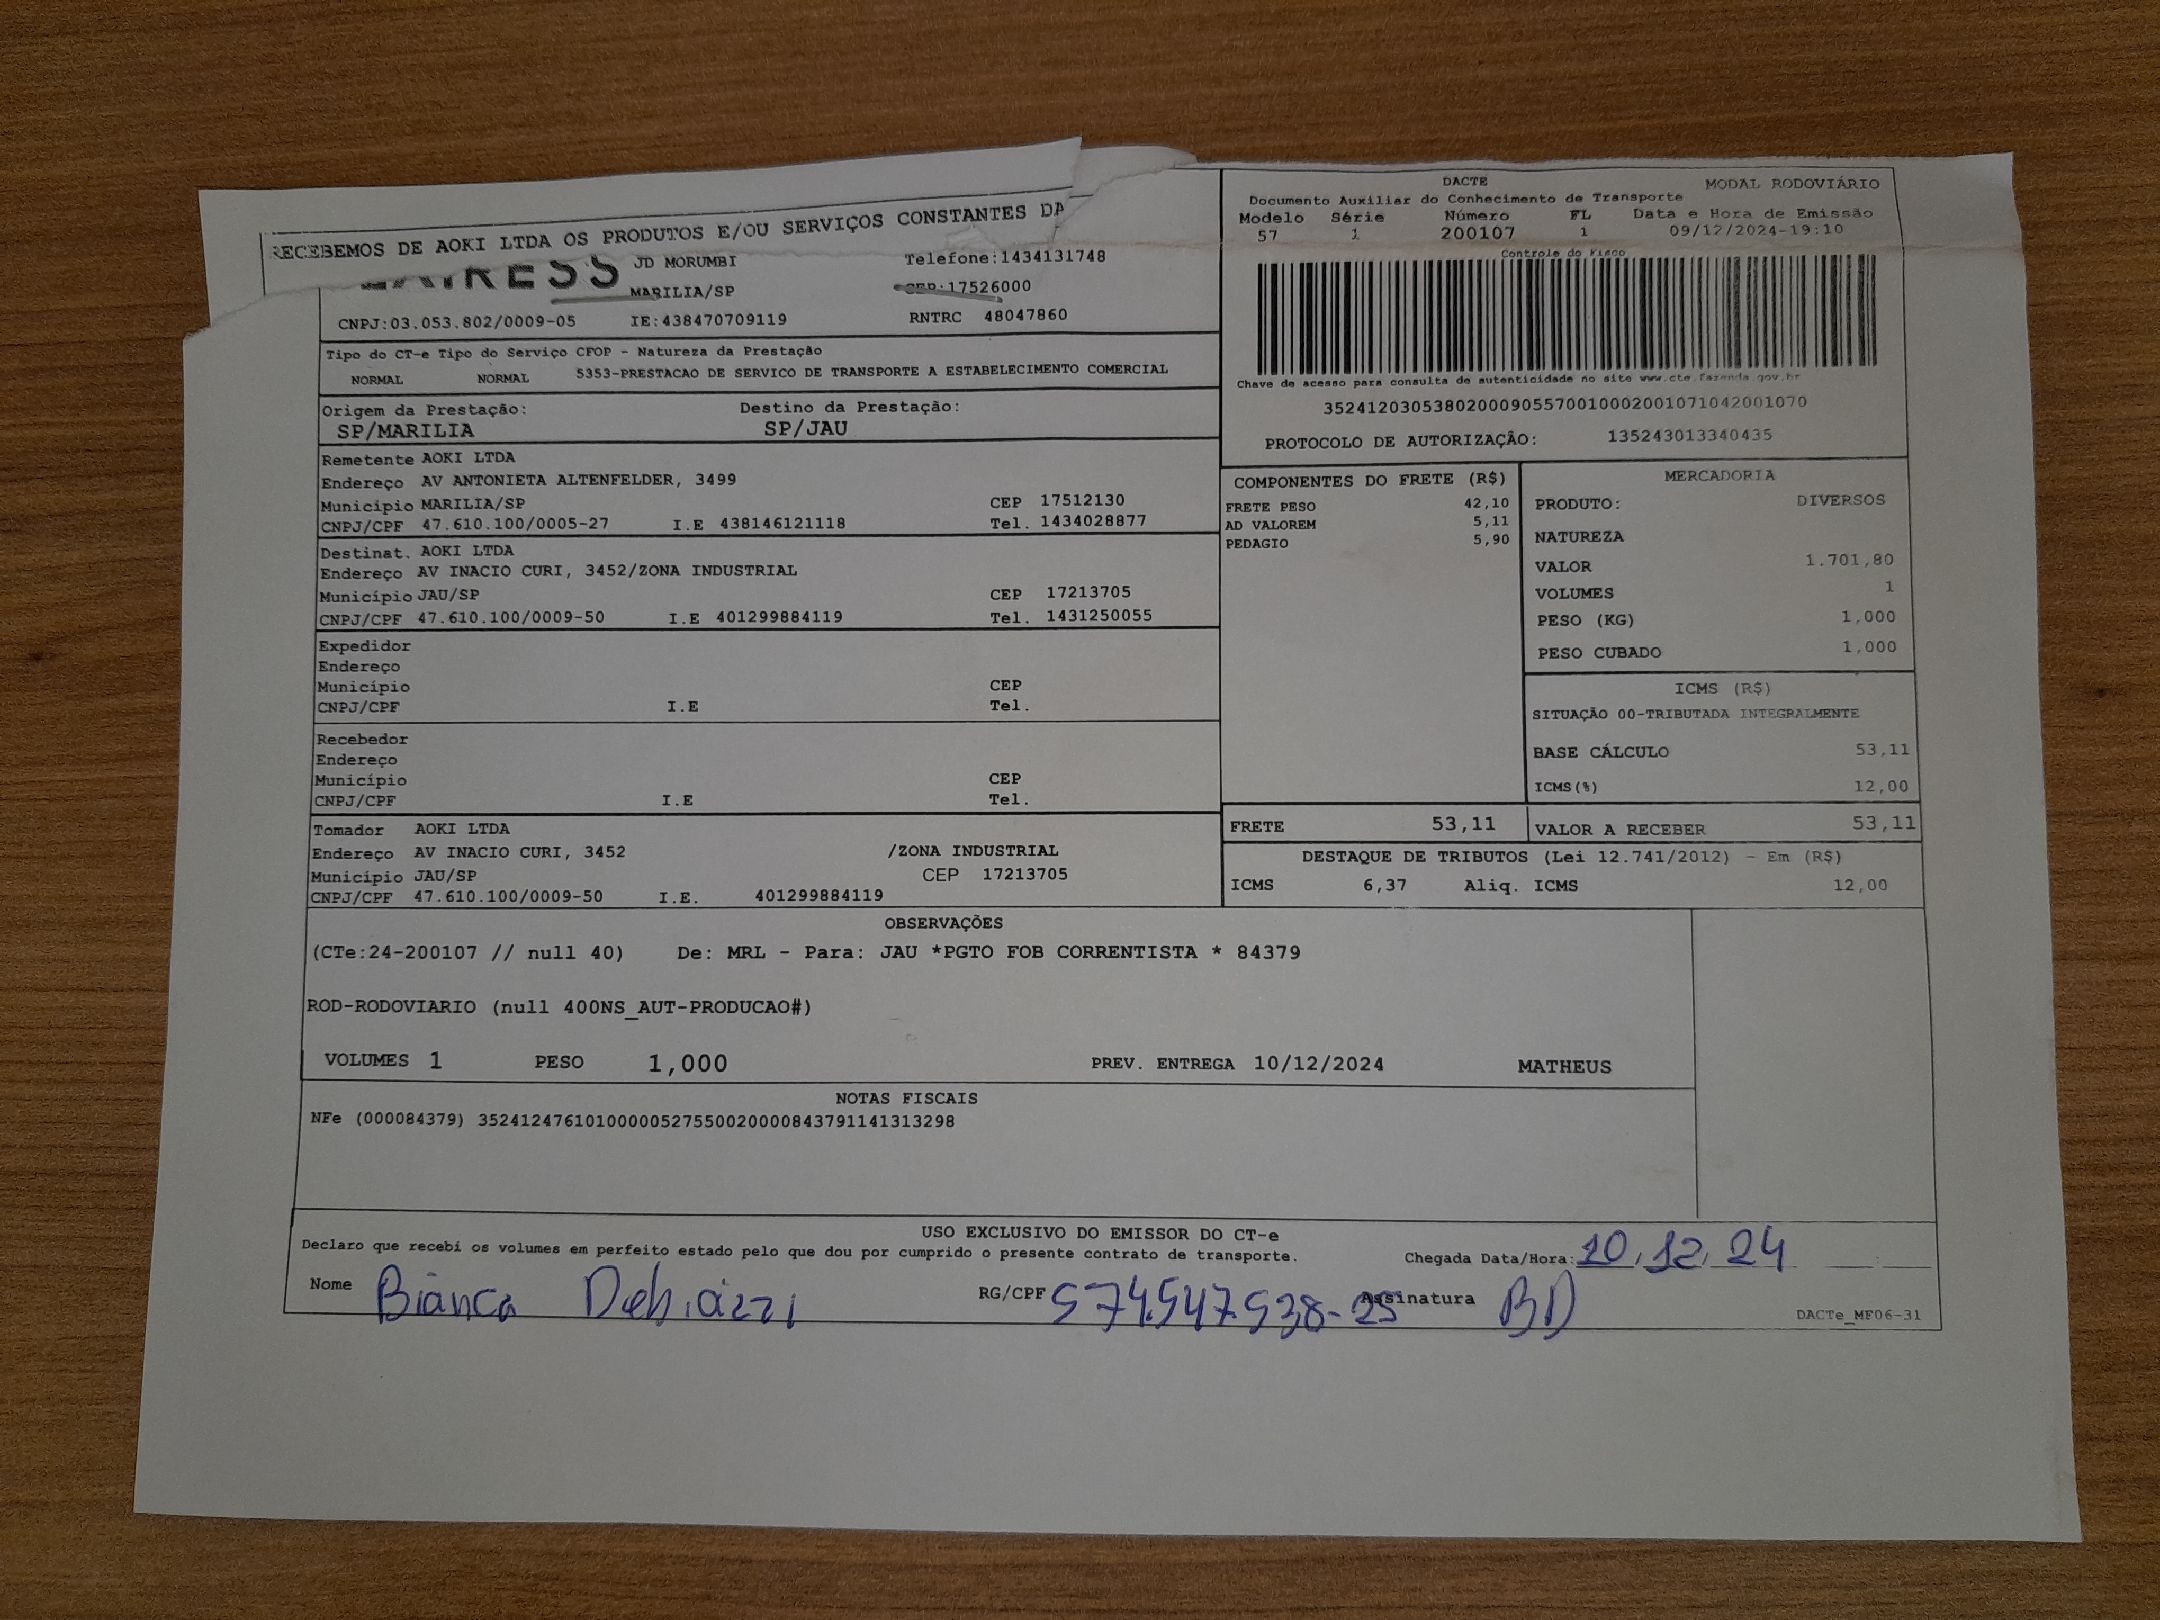 RECEBEMOS DE AOKI LTDA OS PRODUTOS E/OU SERVIÇOS CONSTANTES DA
JD MORUMBI Telefone:1434131748
MARILIA/SP CEP:17526000
CNPJ:03.053.802/0009-05 IE:438470709119 RNTRC 48047860
DACTE MODAL RODOVIÁRIO
Documento Auxiliar do Conhecimento de Transporte
Modelo Série Número FL Data e Hora de Emissão
57 1 200107 1 09/12/2024-19:10
Controle do Fisco
Chave de acesso para consulta de autenticidade no site www.cte.fazenda.gov.br
35241203053802000905570010002001071042001070
PROTOCOLO DE AUTORIZAÇÃO: 135243013340435
Tipo do CT-e Tipo do Serviço CFOP - Natureza da Prestação
NORMAL NORMAL 5353-PRESTACAO DE SERVICO DE TRANSPORTE A ESTABELECIMENTO COMERCIAL
Origem da Prestação: Destino da Prestação:
SP/MARILIA SP/JAU
Remetente AOKI LTDA
Endereço AV ANTONIETA ALTENFELDER, 3499
Município MARILIA/SP CEP 17512130
CNPJ/CPF 47.610.100/0005-27 I.E 438146121118 Tel. 1434028877
Destinat. AOKI LTDA
Endereço AV INACIO CURI, 3452/ZONA INDUSTRIAL
Município JAU/SP CEP 17213705
CNPJ/CPF 47.610.100/0009-50 I.E 401299884119 Tel. 1431250055
Expedidor
Endereço
Município CEP
CNPJ/CPF I.E Tel.
Recebedor
Endereço
Município CEP
CNPJ/CPF I.E Tel.
Tomador AOKI LTDA
Endereço AV INACIO CURI, 3452 /ZONA INDUSTRIAL
Município JAU/SP CEP 17213705
CNPJ/CPF 47.610.100/0009-50 I.E. 401299884119
COMPONENTES DO FRETE (R$)
FRETE PESO 42,10
AD VALOREM 5,11
PEDAGIO 5,90
MERCADORIA
PRODUTO: DIVERSOS
NATUREZA
VALOR 1.701,80
VOLUMES 1
PESO (KG) 1,000
PESO CUBADO 1,000
ICMS (R$)
SITUAÇÃO 00-TRIBUTADA INTEGRALMENTE
BASE CÁLCULO 53,11
ICMS(%) 12,00
FRETE 53,11 VALOR A RECEBER 53,11
DESTAQUE DE TRIBUTOS (Lei 12.741/2012) - Em (R$)
ICMS 6,37 Aliq. ICMS 12,00
OBSERVAÇÕES
(CTe:24-200107 // null 40) De: MRL - Para: JAU *PGTO FOB CORRENTISTA * 84379
ROD-RODOVIARIO (null 400NS_AUT-PRODUCAO#)
VOLUMES 1 PESO 1,000 PREV. ENTREGA 10/12/2024 MATHEUS
NOTAS FISCAIS
NFe (000084379) 35241247610100000527550020000843791141313298
USO EXCLUSIVO DO EMISSOR DO CT-e
Declaro que recebi os volumes em perfeito estado pelo que dou por cumprido o presente contrato de transporte. Chegada Data/Hora: 10.12.24
Nome Bianca RG/CPF 574.547.538-25 Assinatura BD
DACTe_MF06-31